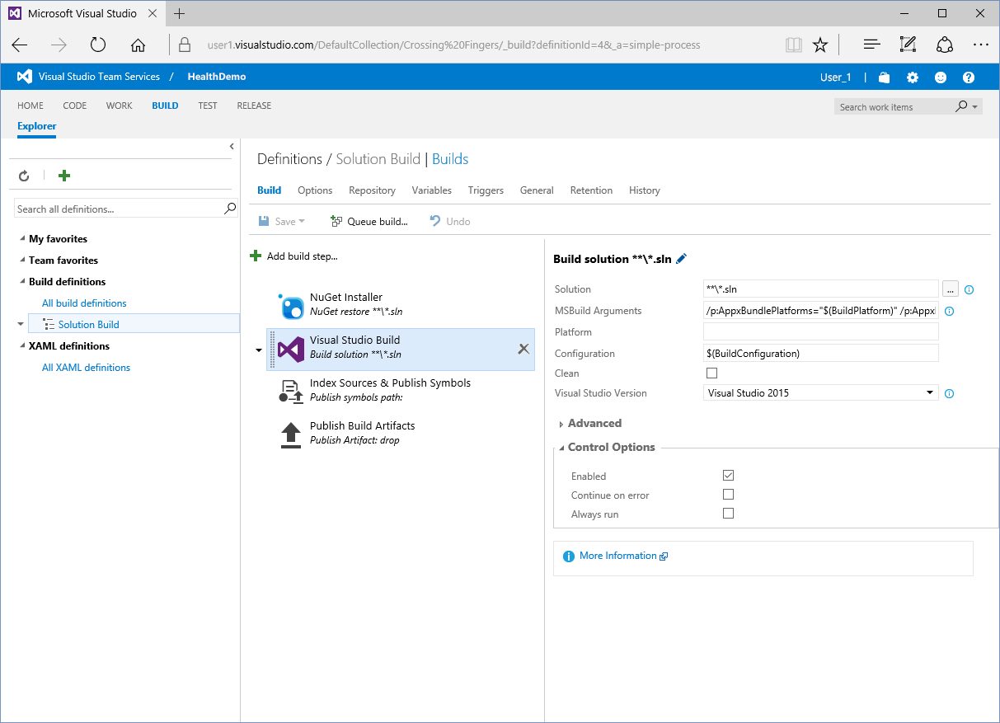 Microsoft Visual Studio
user1.visualstudio.com/DefaultCollection/Crossing%20Fingers/_build?definitionId=4&_a=simple-process
Visual Studio Team Services / HealthDemo
User_1 |
HOME CODE WORK BUILD TEST RELEASE
Search work items
Explorer
Definitions / Solution Build | Builds
Build Options Repository Variables Triggers General Retention History
Search all definitions...
Save Queue build... Undo
My favorites
Team favorites
Build definitions
All build definitions
Solution Build
XAML definitions
All XAML definitions
Add build step...
NuGet Installer
NuGet restore **\*.sln
Visual Studio Build
Build solution **\*.sln
Index Sources & Publish Symbols
Publish symbols path:
Publish Build Artifacts
Publish Artifact: drop
Build solution **\*.sln
Solution **\*.sln ...
MSBuild Arguments /p:AppxBundlePlatforms="$(BuildPlatform)" /p:Appx
Platform
Configuration $(BuildConfiguration)
Clean
Visual Studio Version Visual Studio 2015
Advanced
Control Options
Enabled
Continue on error
Always run
More Information